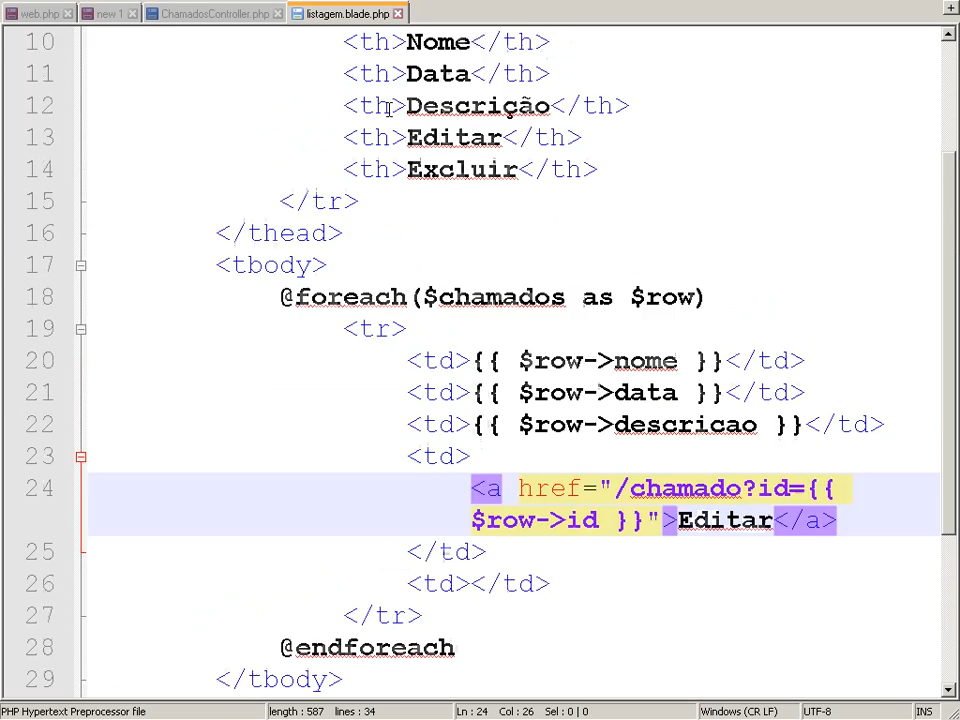 web.php new 1 ChamadosController.php listagem.blade.php
10 <th>Nome</th>
11 <th>Data</th>
12 <th>Descrição</th>
13 <th>Editar</th>
14 <th>Excluir</th>
15 </tr>
16 </thead>
17 <tbody>
18 @foreach($chamados as $row)
19 <tr>
20 <td>{{ $row->nome }}</td>
21 <td>{{ $row->data }}</td>
22 <td>{{ $row->descricao }}</td>
23 <td>
24 <a href="/chamado?id={{
$row->id }}">Editar</a>
25 </td>
26 <td></td>
27 </tr>
28 @endforeach
29 </tbody>
PHP Hypertext Preprocessor file length : 587 lines : 34 Ln : 24 Col : 26 Sel : 0 | 0 Windows (CR LF) UTF-8 INS